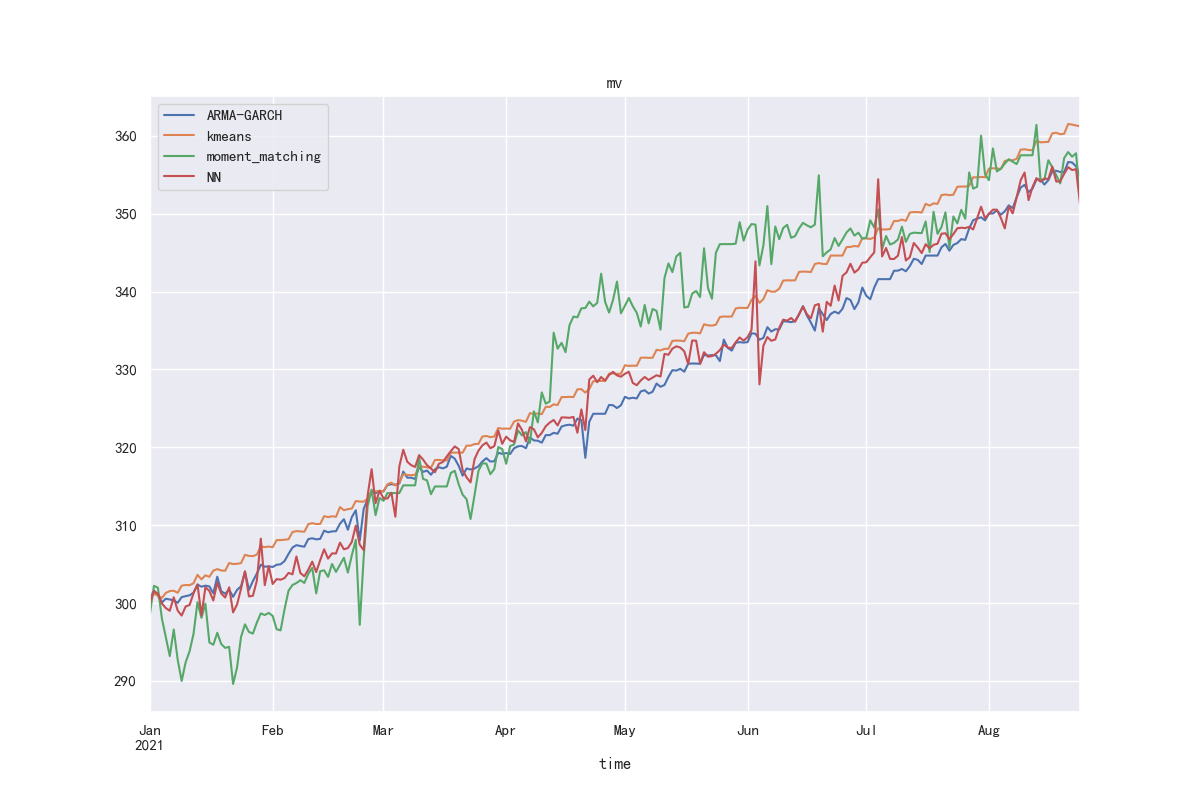 mv
ARMA-GARCH
kmeans
moment_matching
NN
360
350
340
330
320
310
300
290
Jan Feb Mar Apr May Jun Jul Aug
2021
time